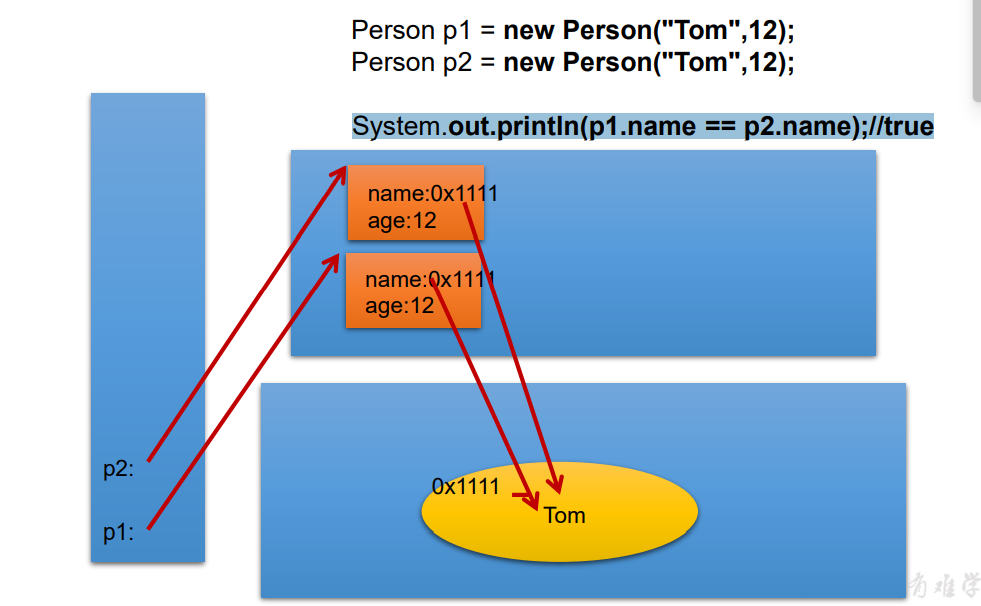 Person p1 = new Person("Tom",12);
Person p2 = new Person("Tom",12);
System.out.println(p1.name == p2.name);//true
name:0x1111
age:12
name:0x1111
age:12
p2:
p1:
0x1111
Tom
有难学